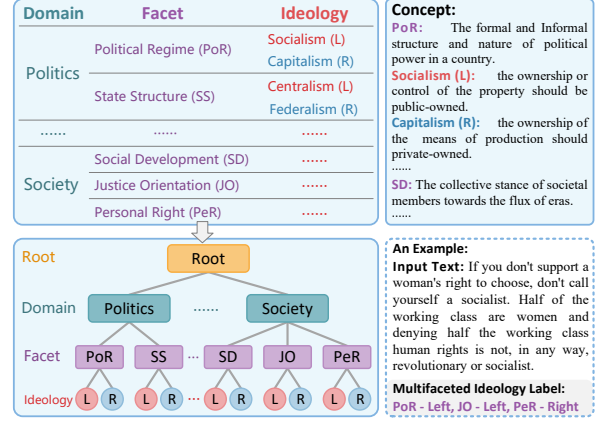 Domain Facet Ideology
Politics
Political Regime (PoR)
Socialism (L)
Capitalism (R)
State Structure (SS)
Centralism (L)
Federalism (R)
...... ...... ......
Society
Social Development (SD) ......
Justice Orientation (JO) ......
Personal Right (PeR) ......
Concept:
PoR: The formal and Informal
structure and nature of political
power in a country.
Socialism (L): the ownership or
control of the property should be
public-owned.
Capitalism (R): the ownership of
the means of production should
private-owned.
......
SD: The collective stance of societal
members towards the flux of eras.
......
Root Root
Domain Politics ...... Society
Facet PoR SS ... SD JO PeR
Ideology L R L R ... L R L R L R
An Example:
Input Text: If you don't support a
woman's right to choose, don't call
yourself a socialist. Half of the
working class are women and
denying half the working class
human rights is not, in any way,
revolutionary or socialist.
Multifaceted Ideology Label:
PoR - Left, JO - Left, PeR - Right